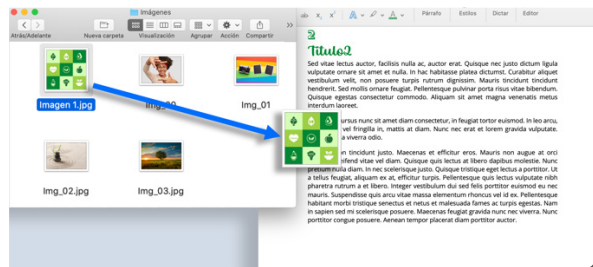 Imágenes
Atrás/Adelante
Nueva carpeta
Visualización
Agrupar
Acción
Compartir
Imagen 1.jpg
Img_01
Img_02.jpg
Img_03.jpg
Párrafo
Estilos
Dictar
Editor
2
Titulo2
Sed vitae lectus auctor, facilisis nulla ac, auctor erat. Quisque nec justo dictum ligula
vulputate ornare sit amet et nulla. In hac habitasse platea dictumst. Curabitur aliquet
vestibulum velit, non posuere turpis rutrum dignissim. Mauris tincidunt dictum
hendrerit. Sed mollis ornare feugiat. Pellentesque pulvinar porta risus vitae bibendum.
Quisque egestas consectetur commodo. Aliquam sit amet magna venenatis metus
interdum laoreet.
cursus nunc sit amet diam consectetur, in feugiat tortor euismod. In leo arcu,
vel fringilla in, mattis at diam. Nunc nec erat et lorem gravida vulputate.
a viverra odio.
tincidunt justo. Maecenas et efficitur eros. Mauris non augue at orci
eifend vitae vel diam. Quisque quis lectus at libero dapibus molestie. Nunc
pretium nulla diam. In nec scelerisque justo. Quisque tristique eget lectus a porttitor. Ut
a tellus feugiat, aliquam ex at, efficitur turpis. Pellentesque quis lectus vulputate nibh
pharetra rutrum a et libero. Integer vestibulum dui sed felis porttitor euismod eu nec
mauris. Suspendisse quis arcu vitae massa elementum rhoncus vel id ex. Pellentesque
habitant morbi tristique senectus et netus et malesuada fames ac turpis egestas. Nam
in sapien sed mi scelerisque posuere. Maecenas feugiat gravida nunc nec viverra. Nunc
porttitor congue posuere. Aenean tempor placerat diam porttitor auctor.